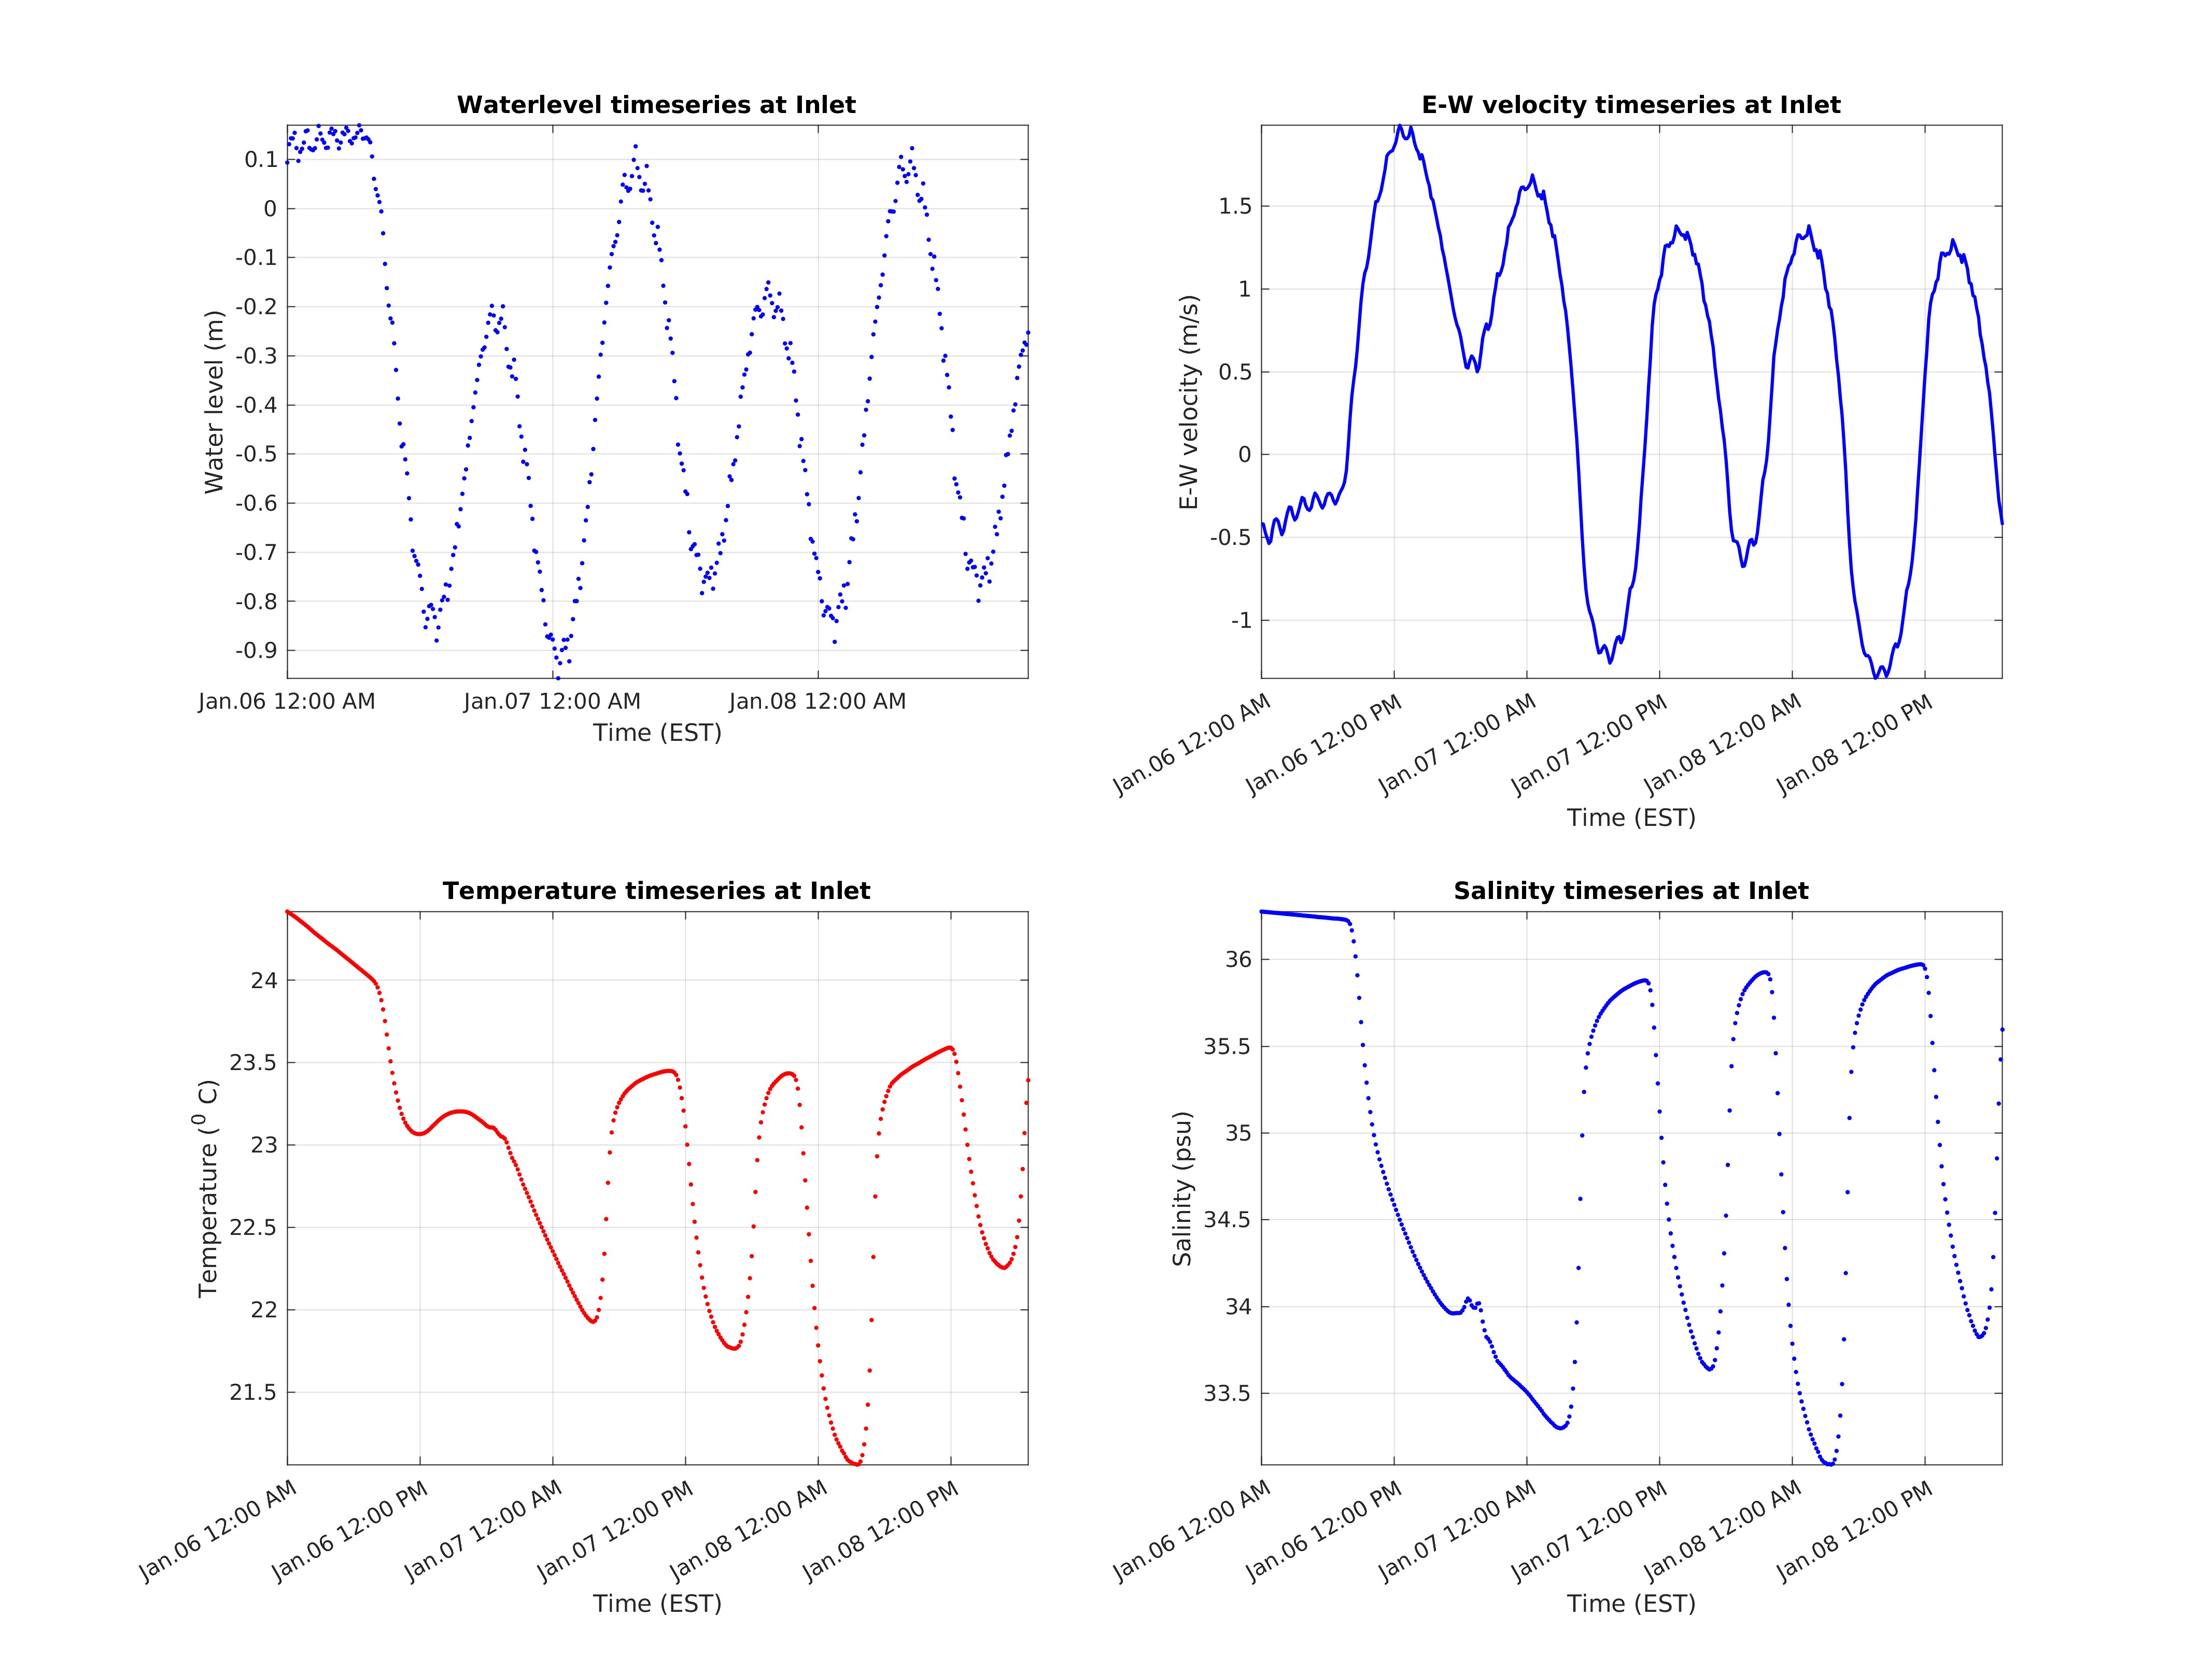 Waterlevel timeseries at Inlet
0.1
0
-0.1
-0.2
-0.3
-0.4
-0.5
-0.6
-0.7
-0.8
-0.9
Water level (m)
Jan.06 12:00 AM Jan.07 12:00 AM Jan.08 12:00 AM
Time (EST)
E-W velocity timeseries at Inlet
1.5
1
0.5
0
-0.5
-1
E-W velocity (m/s)
Jan.06 12:00 AM
Jan.06 12:00 PM
Jan.07 12:00 AM
Jan.07 12:00 PM
Jan.08 12:00 AM
Jan.08 12:00 PM
Time (EST)
Temperature timeseries at Inlet
24
23.5
23
22.5
22
21.5
Temperature (⁰ C)
Jan.06 12:00 AM
Jan.06 12:00 PM
Jan.07 12:00 AM
Jan.07 12:00 PM
Jan.08 12:00 AM
Jan.08 12:00 PM
Time (EST)
Salinity timeseries at Inlet
36
35.5
35
34.5
34
33.5
Salinity (psu)
Jan.06 12:00 AM
Jan.06 12:00 PM
Jan.07 12:00 AM
Jan.07 12:00 PM
Jan.08 12:00 AM
Jan.08 12:00 PM
Time (EST)